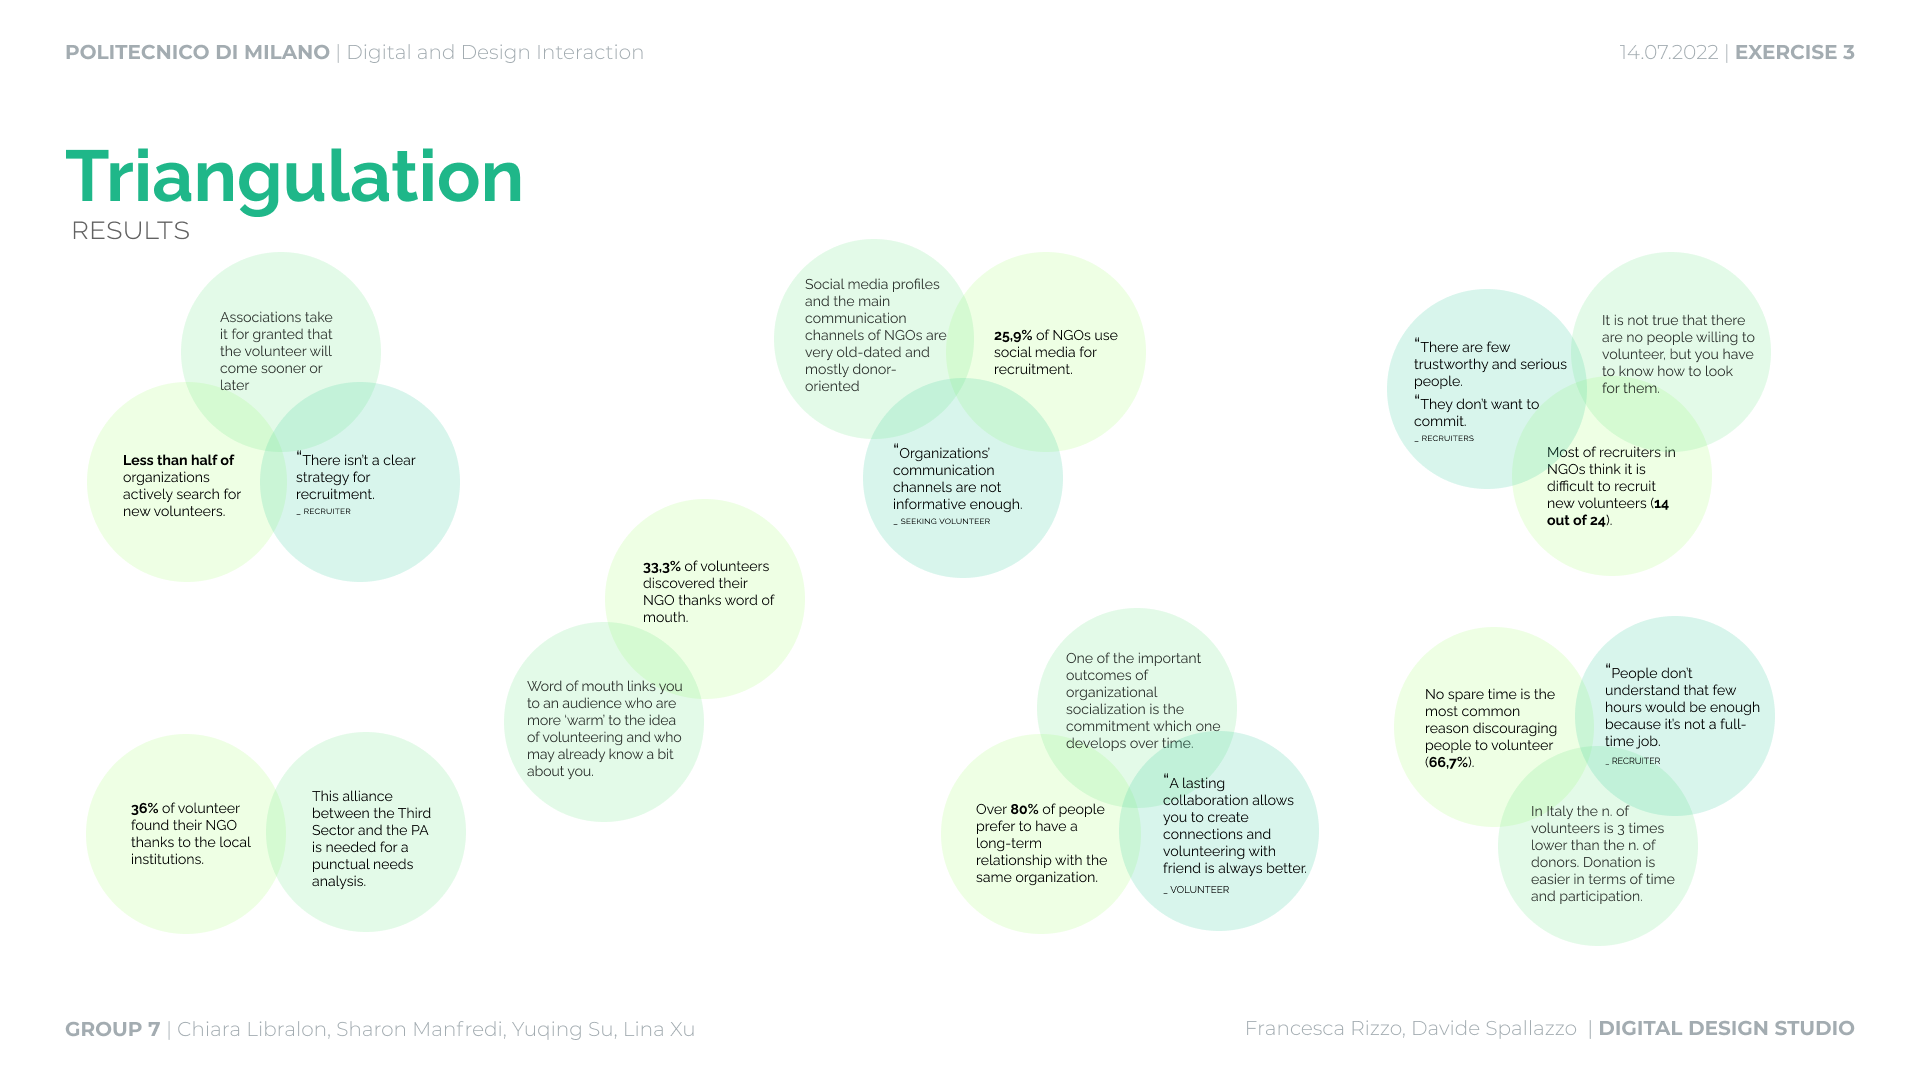 POLITECNICO DI MILANO | Digital and Design Interaction
14.07.2022 | EXERCISE 3
Triangulation
RESULTS
Associations take
it for granted that
the volunteer will
come sooner or
later
Less than half of
organizations
actively search for
new volunteers.
“There isn't a clear
strategy for
recruitment.
_ RECRUITER
Social media profiles
and the main
communication
channels of NGOs are
very old-dated and
mostly donor-
oriented
25,9% of NGOs use
social media for
recruitment.
“Organizations'
communication
channels are not
informative enough.
_ SEEKING VOLUNTEER
“There are few
trustworthy and serious
people.
“They don't want to
commit.
_ RECRUITERS
It is not true that there
are no people willing to
volunteer, but you have
to know how to look
for them.
Most of recruiters in
NGOs think it is
difficult to recruit
new volunteers (14
out of 24).
33,3% of volunteers
discovered their
NGO thanks word of
mouth.
Word of mouth links you
to an audience who are
more ‘warm’ to the idea
of volunteering and who
may already know a bit
about you.
36% of volunteer
found their NGO
thanks to the local
institutions.
This alliance
between the Third
Sector and the PA
is needed for a
punctual needs
analysis.
One of the important
outcomes of
organizational
socialization is the
commitment which one
develops over time.
Over 80% of people
prefer to have a
long-term
relationship with the
same organization.
“A lasting
collaboration allows
you to create
connections and
volunteering with
friend is always better.
_ VOLUNTEER
No spare time is the
most common
reason discouraging
people to volunteer
(66,7%).
“People don't
understand that few
hours would be enough
because it's not a full-
time job.
_ RECRUITER
In Italy the n. of
volunteers is 3 times
lower than the n. of
donors. Donation is
easier in terms of time
and participation.
GROUP 7 | Chiara Libralon, Sharon Manfredi, Yuqing Su, Lina Xu
Francesca Rizzo, Davide Spallazzo | DIGITAL DESIGN STUDIO